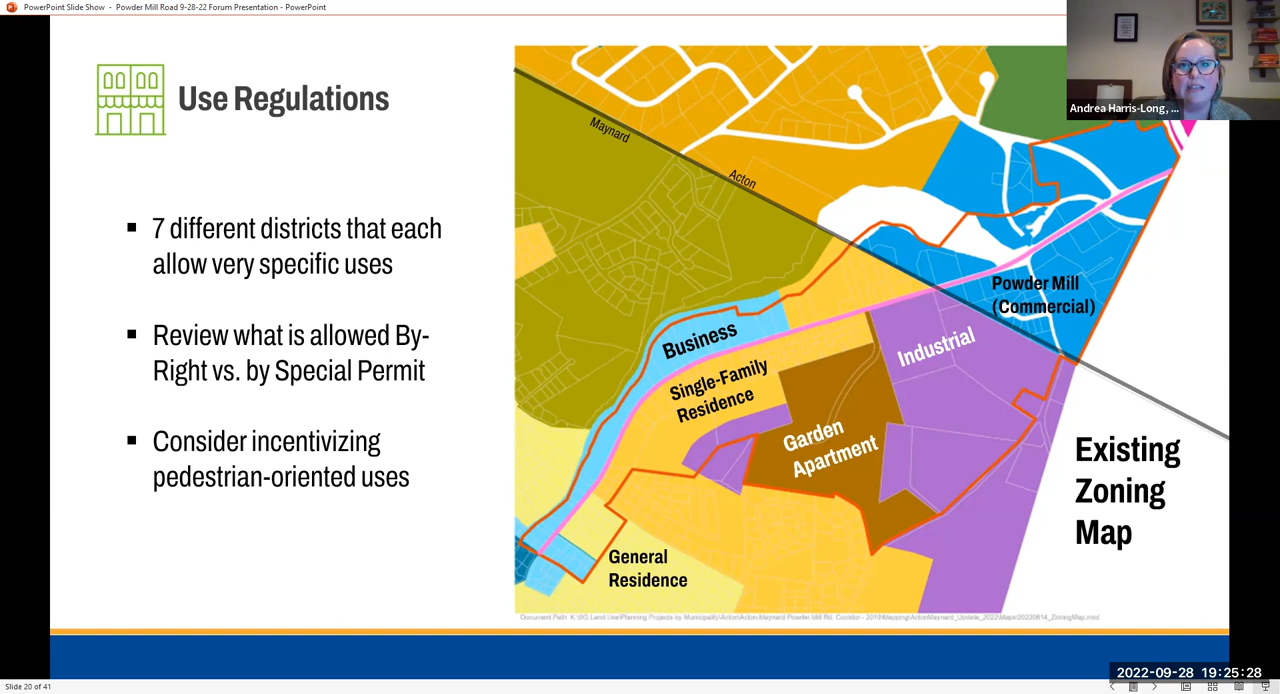 PowerPoint Slide Show - Powder Mill Road 9-28-22 Forum Presentation - PowerPoint
Andrea Harris-Long, ...
Use Regulations
▪ 7 different districts that each
allow very specific uses
▪ Review what is allowed By-
Right vs. by Special Permit
▪ Consider incentivizing
pedestrian-oriented uses
Maynard
Acton
Powder Mill
(Commercial)
Business
Industrial
Single-Family
Residence
Garden
Apartment
General
Residence
Existing
Zoning
Map
2022-09-28 19:25:28
Slide 20 of 41